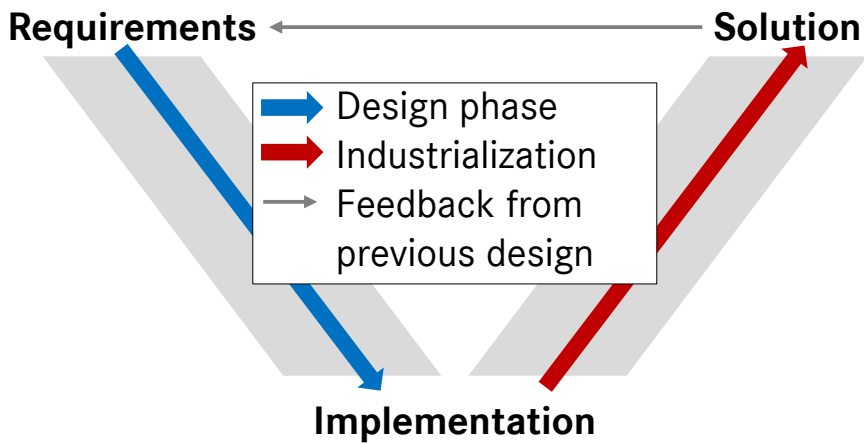 Requirements
Solution
Design phase
Industrialization
Feedback from
previous design
Implementation